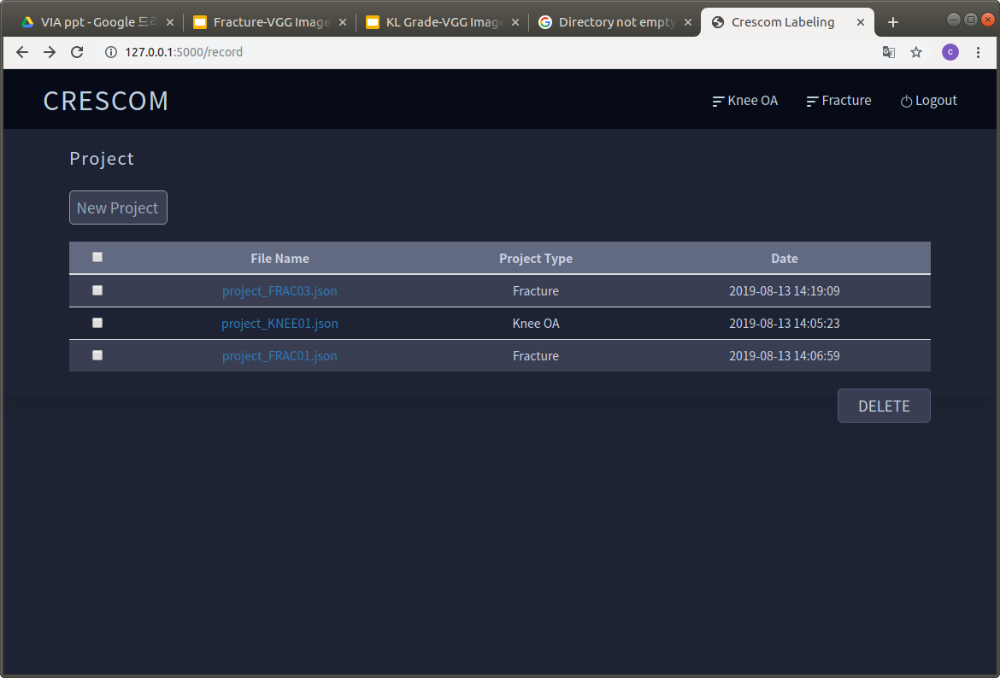 VIA ppt - Google 드라
Fracture-VGG Image
KL Grade-VGG Image
Directory not empty
Crescom Labeling
127.0.0.1:5000/record
C
CRESCOM
Knee OA
Fracture
Logout
Project
New Project
File Name Project Type Date
project_FRAC03.json Fracture 2019-08-13 14:19:09
project_KNEE01.json Knee OA 2019-08-13 14:05:23
project_FRAC01.json Fracture 2019-08-13 14:06:59
DELETE